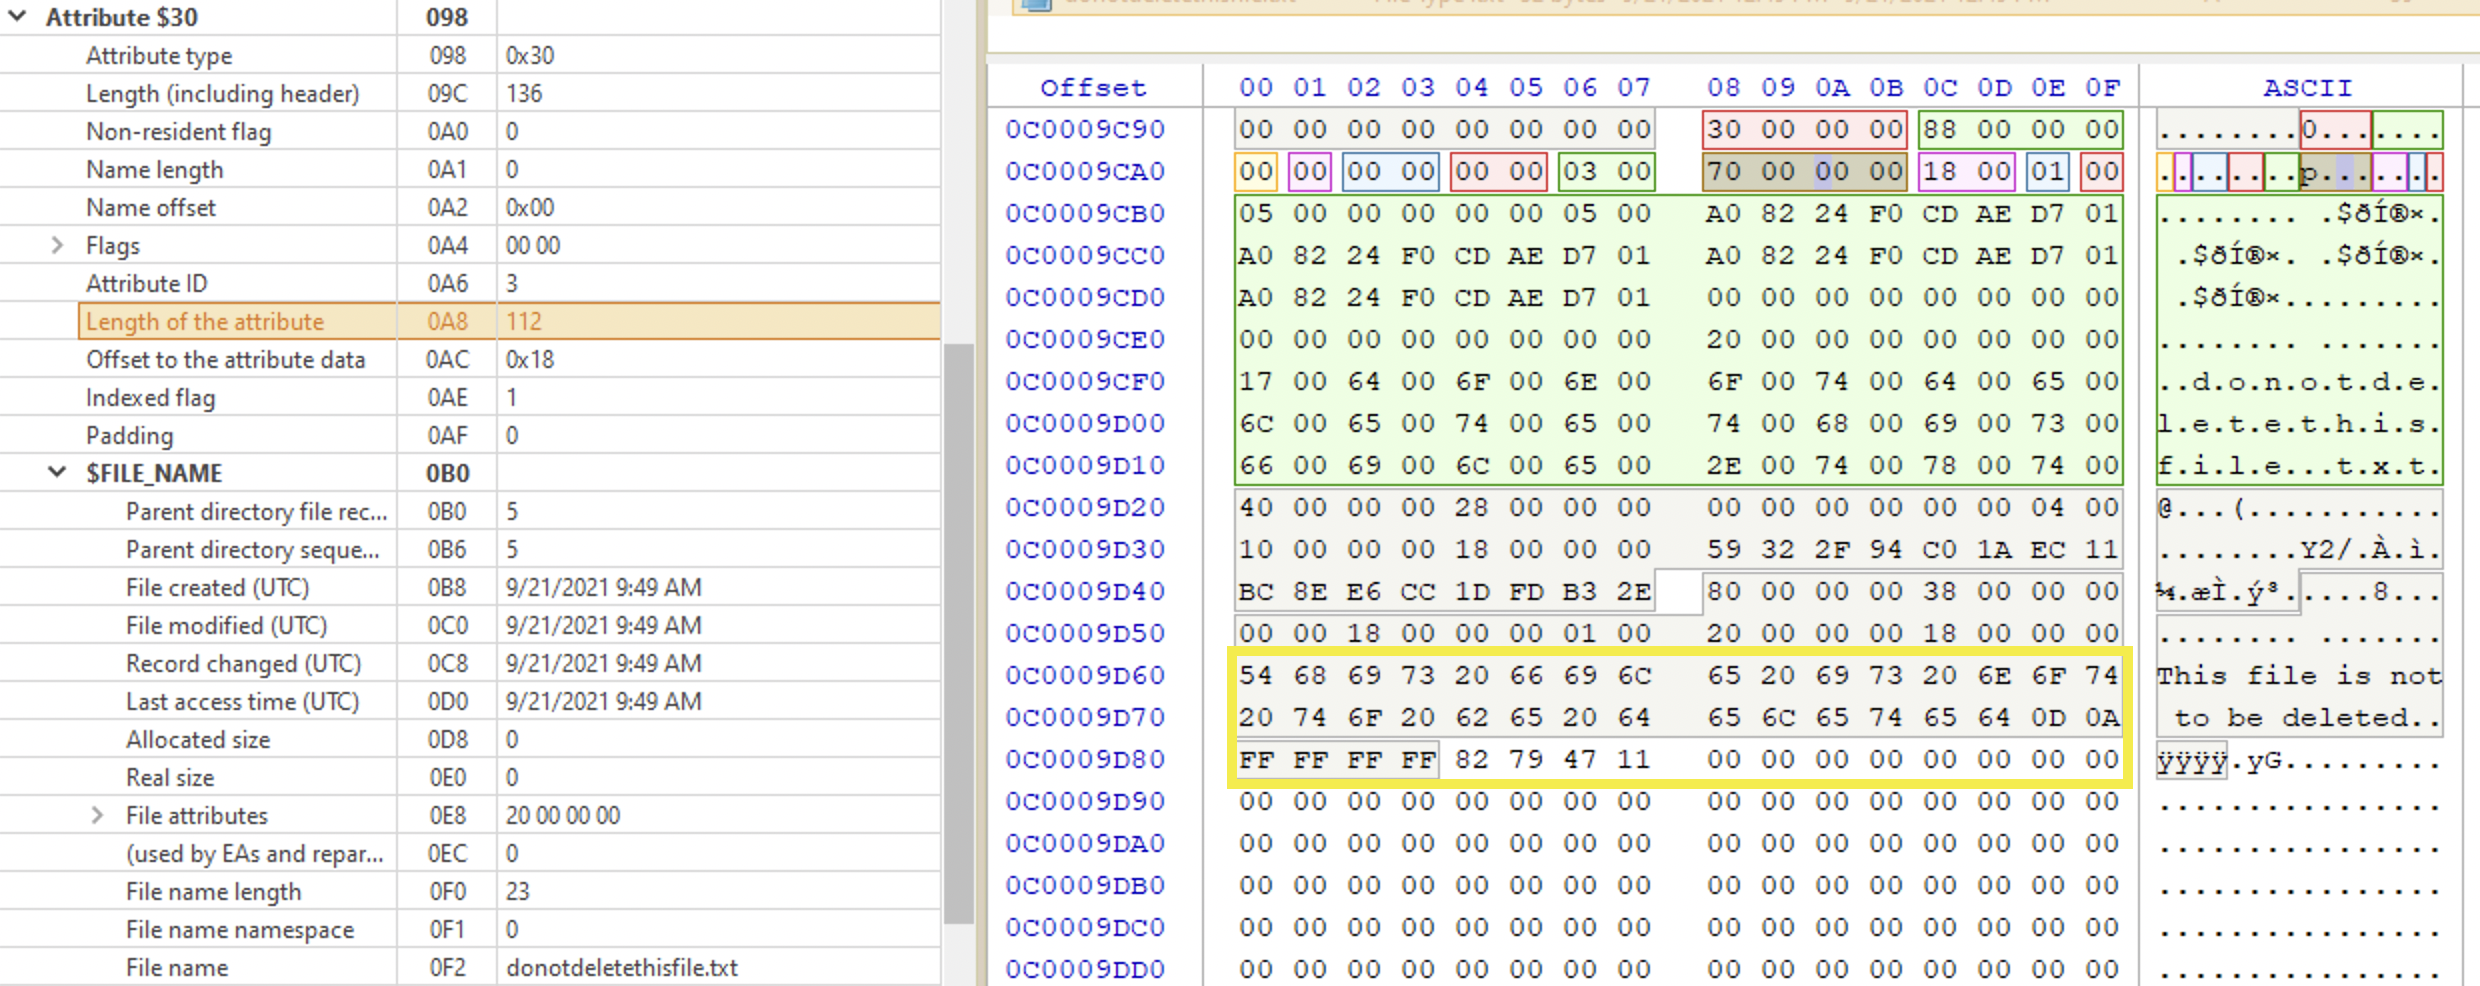 Attribute $30 098
Attribute type 098 0x30
Length (including header) 09C 136
Non-resident flag 0A0 0
Name length 0A1 0
Name offset 0A2 0x00
Flags 0A4 00 00
Attribute ID 0A6 3
Length of the attribute 0A8 112
Offset to the attribute data 0AC 0x18
Indexed flag 0AE 1
Padding 0AF 0
$FILE_NAME 0B0
Parent directory file rec... 0B0 5
Parent directory seque... 0B6 5
File created (UTC) 0B8 9/21/2021 9:49 AM
File modified (UTC) 0C0 9/21/2021 9:49 AM
Record changed (UTC) 0C8 9/21/2021 9:49 AM
Last access time (UTC) 0D0 9/21/2021 9:49 AM
Allocated size 0D8 0
Real size 0E0 0
File attributes 0E8 20 00 00 00
(used by EAs and repar... 0EC 0
File name length 0F0 23
File name namespace 0F1 0
File name 0F2 donotdeletethisfile.txt
Offset 00 01 02 03 04 05 06 07 08 09 0A 0B 0C 0D 0E 0F ASCII
0C0009C90 00 00 00 00 00 00 00 00 30 00 00 00 88 00 00 00 ........0.......
0C0009CA0 00 00 00 00 00 00 03 00 70 00 00 00 18 00 01 00 ........p.......
0C0009CB0 05 00 00 00 00 00 05 00 A0 82 24 F0 CD AE D7 01 ........ .$ðÍ®×.
0C0009CC0 A0 82 24 F0 CD AE D7 01 A0 82 24 F0 CD AE D7 01 .$ðÍ®×. .$ðÍ®×.
0C0009CD0 A0 82 24 F0 CD AE D7 01 00 00 00 00 00 00 00 00 .$ðÍ®×.........
0C0009CE0 00 00 00 00 00 00 00 00 20 00 00 00 00 00 00 00 ........ .......
0C0009CF0 17 00 64 00 6F 00 6E 00 6F 00 74 00 64 00 65 00 ..d.o.n.o.t.d.e.
0C0009D00 6C 00 65 00 74 00 65 00 74 00 68 00 69 00 73 00 l.e.t.e.t.h.i.s.
0C0009D10 66 00 69 00 6C 00 65 00 2E 00 74 00 78 00 74 00 f.i.l.e...t.x.t.
0C0009D20 40 00 00 00 28 00 00 00 00 00 00 00 00 00 04 00 @...(...........
0C0009D30 10 00 00 00 18 00 00 00 59 32 2F 94 C0 1A EC 11 ........Y2/.À.ì.
0C0009D40 BC 8E E6 CC 1D FD B3 2E 80 00 00 00 38 00 00 00 ¼.æÌ.ý³.....8...
0C0009D50 00 00 18 00 00 00 01 00 20 00 00 00 18 00 00 00 ........ .......
0C0009D60 54 68 69 73 20 66 69 6C 65 20 69 73 20 6E 6F 74 This file is not
0C0009D70 20 74 6F 20 62 65 20 64 65 6C 65 74 65 64 0D 0A to be deleted..
0C0009D80 FF FF FF FF 82 79 47 11 00 00 00 00 00 00 00 00 ÿÿÿÿ.yG.........
0C0009D90 00 00 00 00 00 00 00 00 00 00 00 00 00 00 00 00 ................
0C0009DA0 00 00 00 00 00 00 00 00 00 00 00 00 00 00 00 00 ................
0C0009DB0 00 00 00 00 00 00 00 00 00 00 00 00 00 00 00 00 ................
0C0009DC0 00 00 00 00 00 00 00 00 00 00 00 00 00 00 00 00 ................
0C0009DD0 00 00 00 00 00 00 00 00 00 00 00 00 00 00 00 00 ................